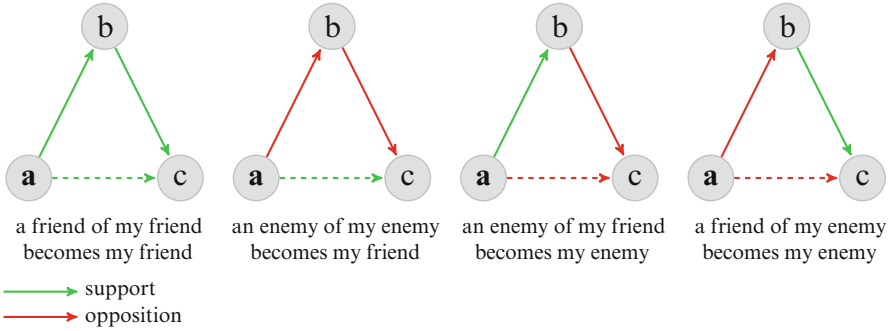 b
b
b
b
a
c
a
c
a
c
a
c
a friend of my friend
becomes my friend
an enemy of my enemy
becomes my friend
an enemy of my friend
becomes my enemy
a friend of my enemy
becomes my enemy
support
opposition